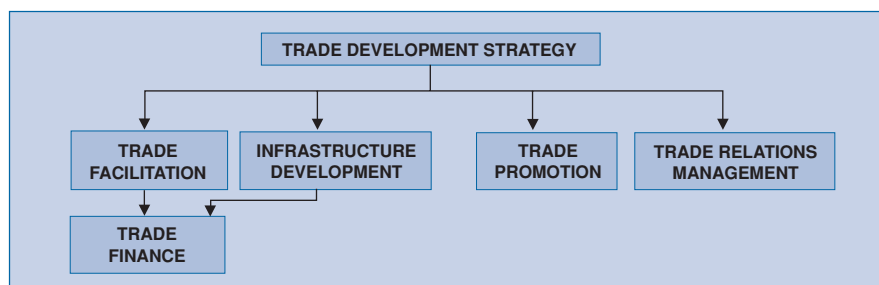 TRADE DEVELOPMENT STRATEGY
TRADE
FACILITATION
INFRASTRUCTURE
DEVELOPMENT
TRADE
PROMOTION
TRADE RELATIONS
MANAGEMENT
TRADE
FINANCE